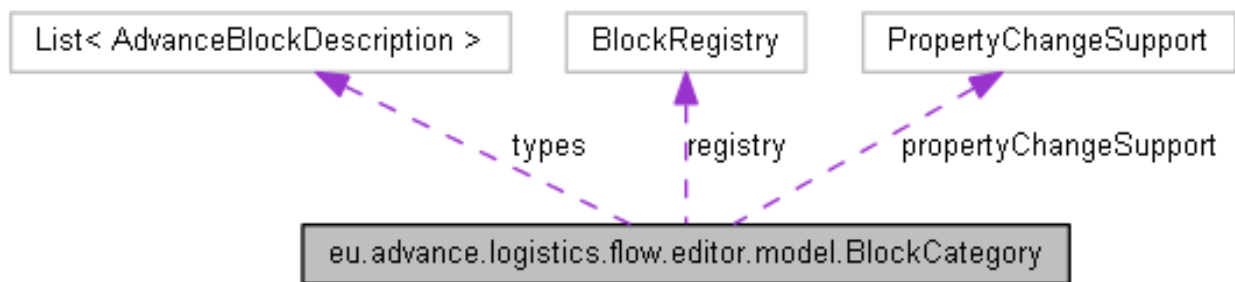 List< AdvanceBlockDescription >
BlockRegistry
PropertyChangeSupport
types
registry
propertyChangeSupport
eu.advance.logistics.flow.editor.model.BlockCategory